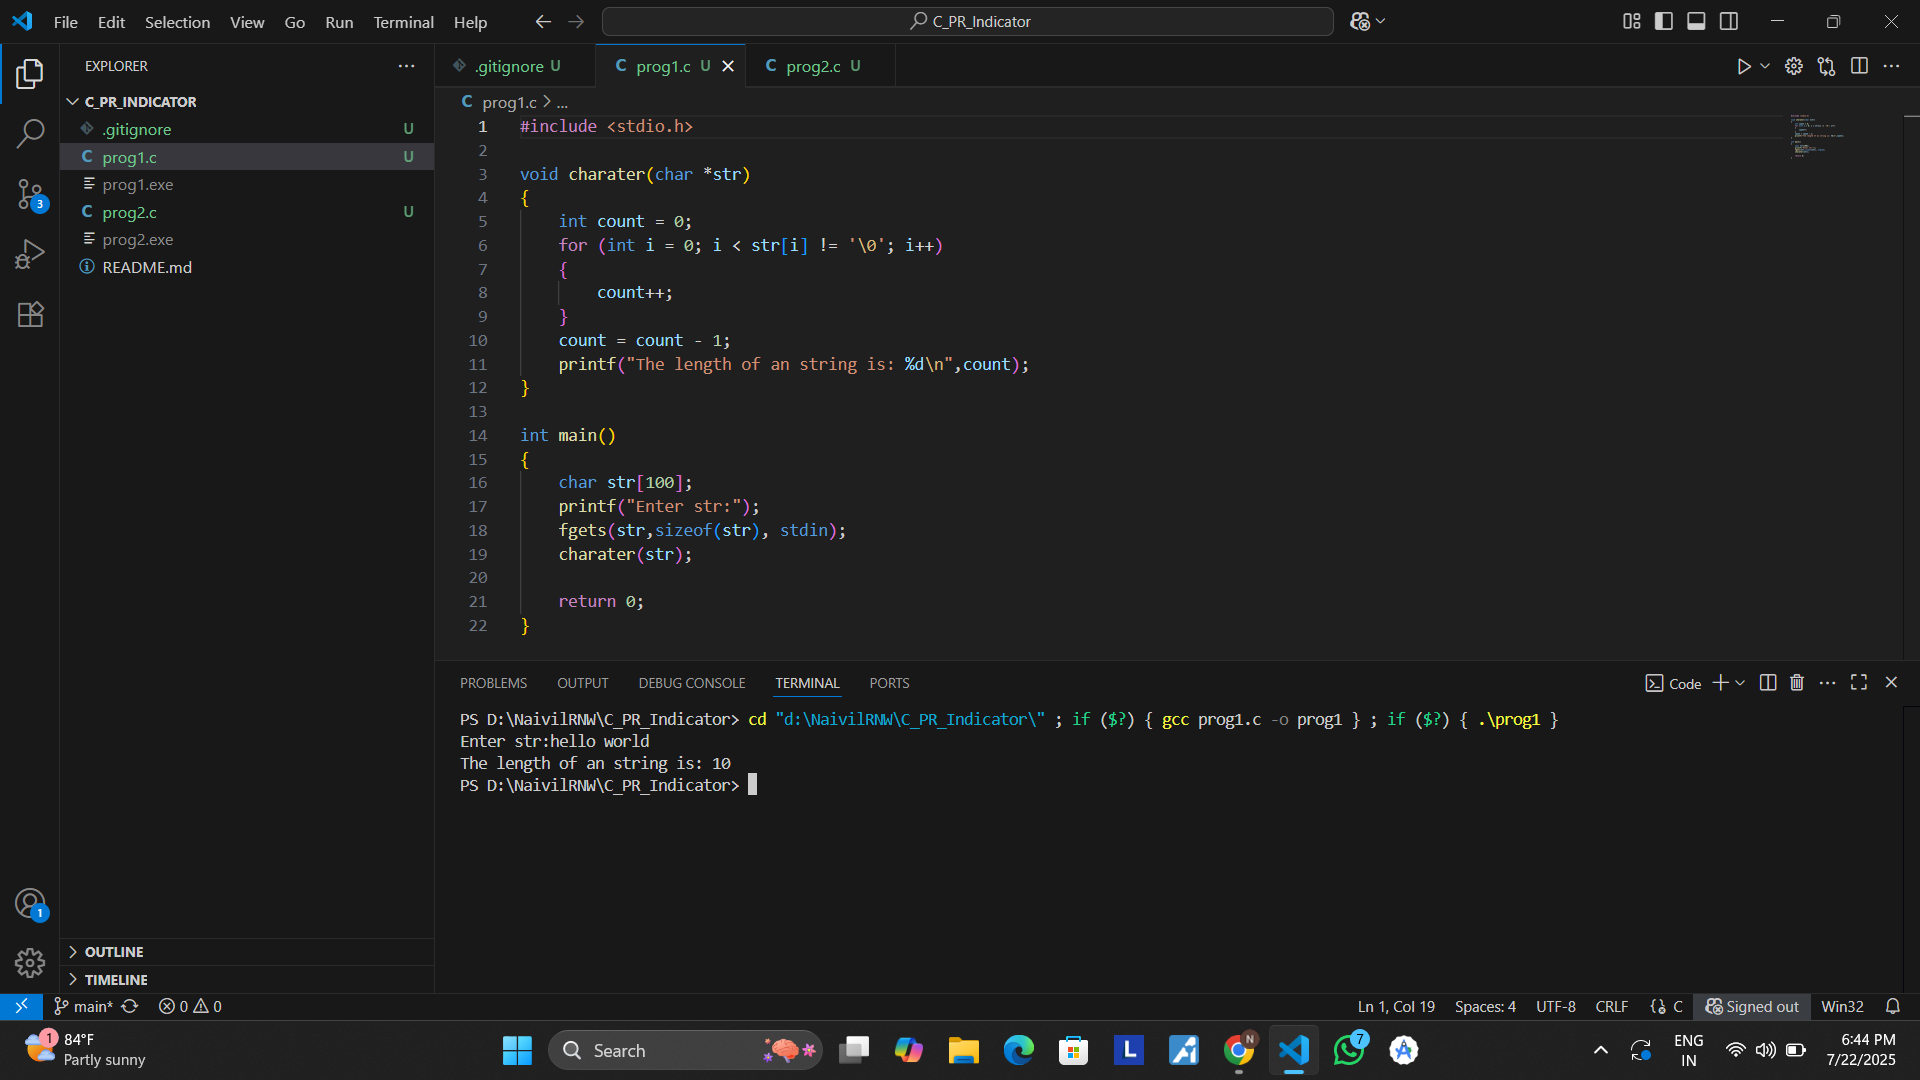 File Edit Selection View Go Run Terminal Help
C_PR_Indicator
EXPLORER
C_PR_INDICATOR
.gitignore U
prog1.c U
prog1.exe
prog2.c U
prog2.exe
README.md
3
1
OUTLINE
TIMELINE
.gitignore U
C prog1.c U
C prog2.c U
C prog1.c > ...
1 #include <stdio.h>
2
3 void charater(char *str)
4 {
5 int count = 0;
6 for (int i = 0; i < str[i] != '\0'; i++)
7 {
8 count++;
9 }
10 count = count - 1;
11 printf("The length of an string is: %d\n",count);
12 }
13
14 int main()
15 {
16 char str[100];
17 printf("Enter str:");
18 fgets(str,sizeof(str), stdin);
19 charater(str);
20
21 return 0;
22 }
PROBLEMS OUTPUT DEBUG CONSOLE TERMINAL PORTS
Code
PS D:\NaivilRNW\C_PR_Indicator> cd "d:\NaivilRNW\C_PR_Indicator\" ; if ($?) { gcc prog1.c -o prog1 } ; if ($?) { .\prog1 }
Enter str:hello world
The length of an string is: 10
PS D:\NaivilRNW\C_PR_Indicator>
main* 0 0
Ln 1, Col 19 Spaces: 4 UTF-8 CRLF {} C Signed out Win32
1
84°F
Partly sunny
Search
L
N
7
ENG
IN
6:44 PM
7/22/2025